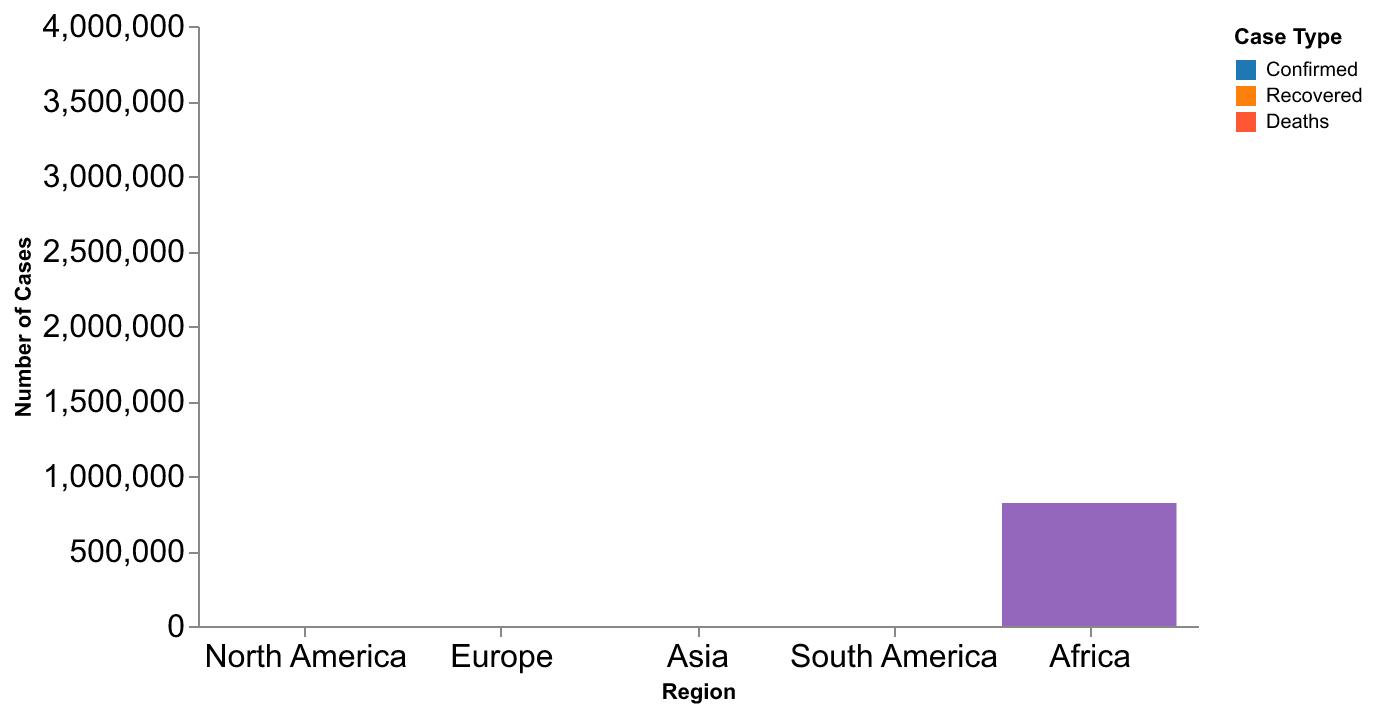 4,000,000
3,500,000
3,000,000
2,500,000
2,000,000
1,500,000
1,000,000
500,000
0
Number of Cases
North America
Europe
Asia
South America
Africa
Region
Case Type
Confirmed
Recovered
Deaths